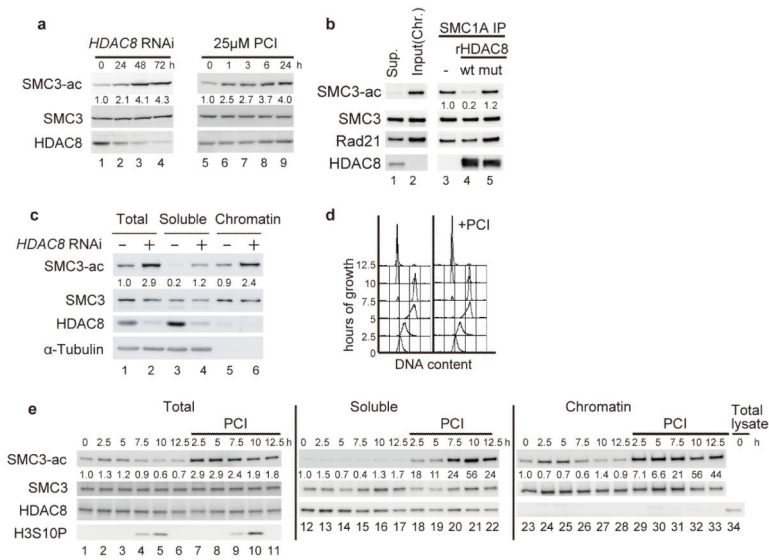 a
HDAC8 RNAi
0 24 48 72 h
SMC3-ac
1.0 2.1 4.1 4.3
SMC3
HDAC8
1 2 3 4
25µM PCI
0 1 3 6 24 h
1.0 2.5 2.7 3.7 4.0
5 6 7 8 9
b
Sup.
Input(Chr.)
SMC1A IP
rHDAC8
- wt mut
SMC3-ac
1.0 0.2 1.2
SMC3
Rad21
HDAC8
1 2 3 4 5
c
Total Soluble Chromatin
HDAC8 RNAi − + − + − +
SMC3-ac
1.0 2.9 0.2 1.2 0.9 2.4
SMC3
HDAC8
α-Tubulin
1 2 3 4 5 6
d
+PCI
hours of growth
12.5
10
7.5
5
2.5
0
DNA content
e
Total
PCI
0 2.5 5 7.5 10 12.5 2.5 5 7.5 10 12.5 h
SMC3-ac
1.0 1.3 1.2 0.9 0.6 0.7 2.9 2.9 2.4 1.9 1.8
SMC3
HDAC8
H3S10P
1 2 3 4 5 6 7 8 9 10 11
Soluble
PCI
0 2.5 5 7.5 10 12.5 2.5 5 7.5 10 12.5 h
1.0 1.5 0.7 0.4 1.3 1.7 18 11 24 56 24
12 13 14 15 16 17 18 19 20 21 22
Chromatin
PCI
0 2.5 5 7.5 10 12.5 2.5 5 7.5 10 12.5 h
1.0 0.7 0.7 0.6 1.4 0.9 7.1 6.6 21 56 44
23 24 25 26 27 28 29 30 31 32 33
Total
lysate
0 h
34